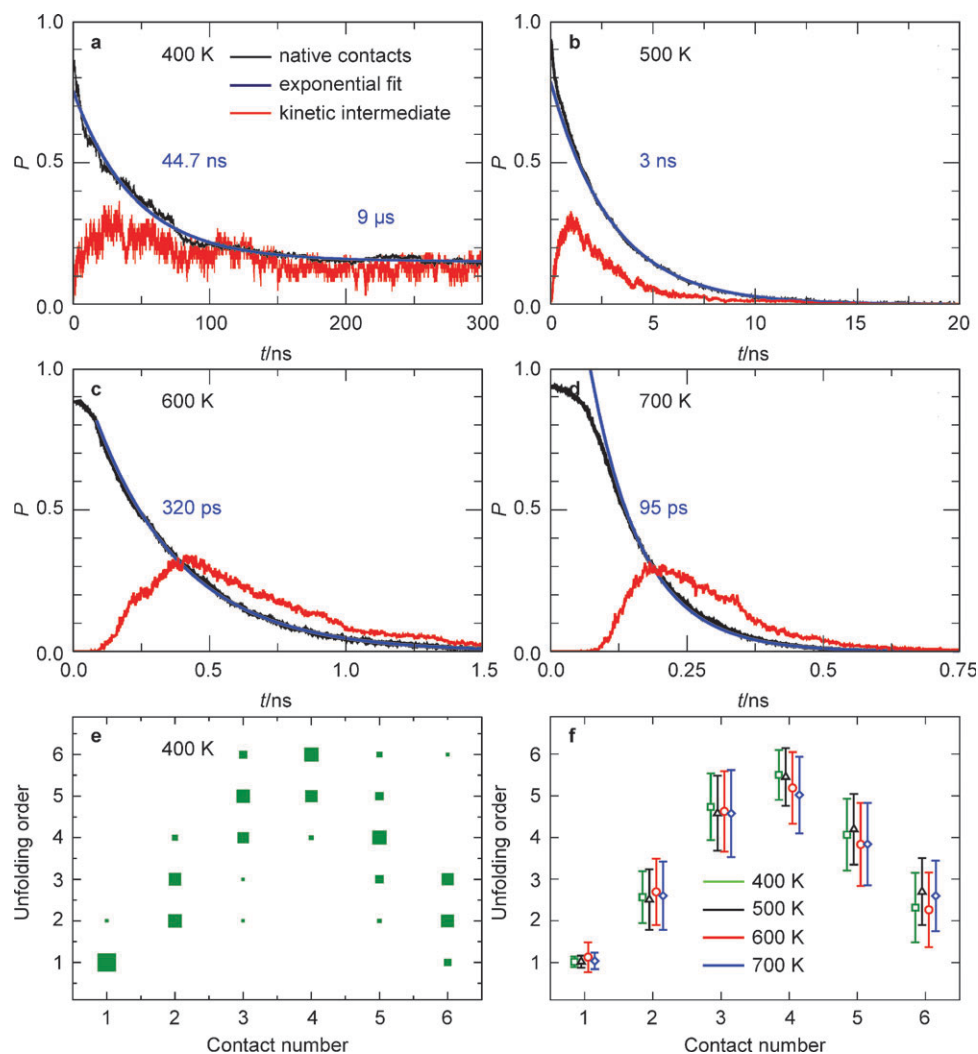 a
400 K
native contacts
exponential fit
kinetic intermediate
44.7 ns
9 µs
P
1.0
0.5
0.0
0
100
200
300
t/ns
b
500 K
3 ns
P
1.0
0.5
0.0
0
5
10
15
20
t/ns
c
600 K
320 ps
P
1.0
0.5
0.0
0.0
0.5
1.0
1.5
t/ns
d
700 K
95 ps
P
1.0
0.5
0.0
0.0
0.25
0.5
0.75
t/ns
e
400 K
Unfolding order
6
5
4
3
2
1
1
2
3
4
5
6
Contact number
f
Unfolding order
6
5
4
3
2
1
400 K
500 K
600 K
700 K
1
2
3
4
5
6
Contact number